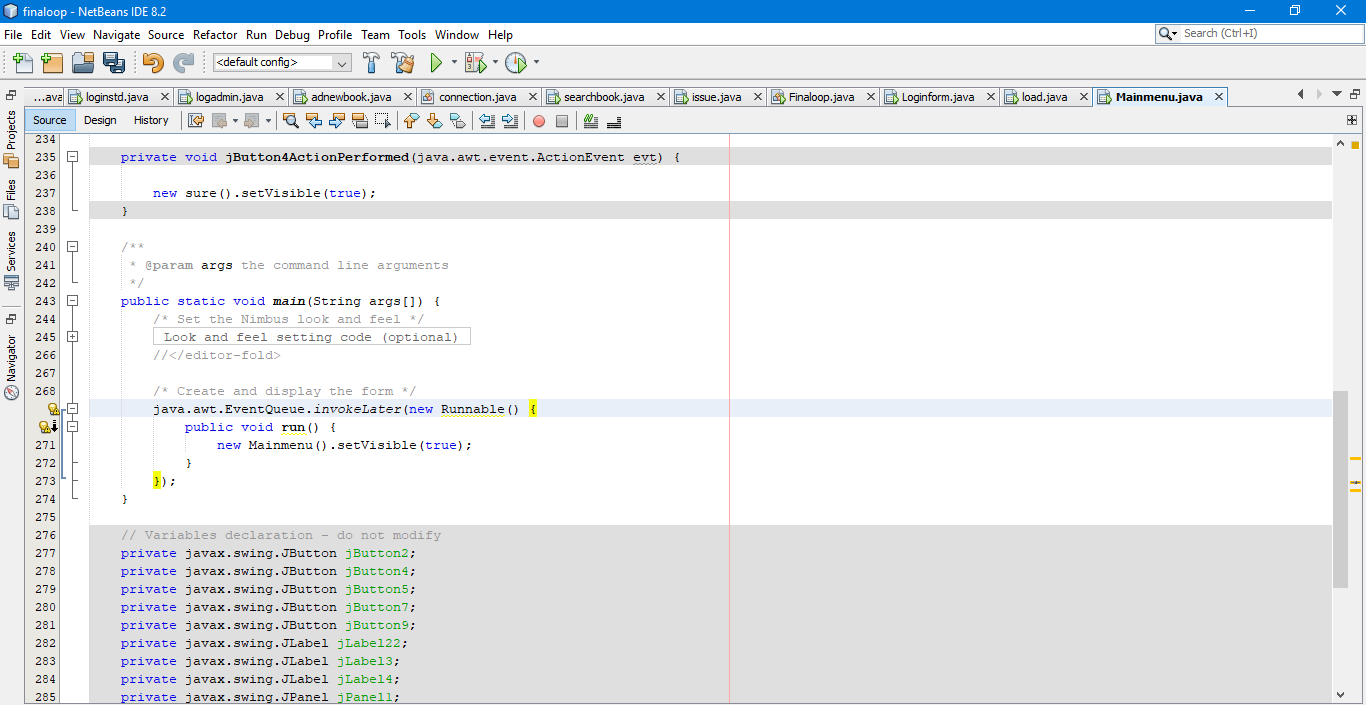 finaloop - NetBeans IDE 8.2
File Edit View Navigate Source Refactor Run Debug Profile Team Tools Window Help
Search (Ctrl+I)
<default config>
...ava loginstd.java logadmin.java adnewbook.java connection.java searchbook.java issue.java Finaloop.java Loginform.java load.java Mainmenu.java
Source Design History
Projects
Files
Services
Navigator
234
235 private void jButton4ActionPerformed(java.awt.event.ActionEvent evt) {
236
237 new sure().setVisible(true);
238 }
239
240 /**
241 * @param args the command line arguments
242 */
243 public static void main(String args[]) {
244 /* Set the Nimbus look and feel */
245 Look and feel setting code (optional)
266 //</editor-fold>
267
268 /* Create and display the form */
java.awt.EventQueue.invokeLater(new Runnable() {
public void run() {
271 new Mainmenu().setVisible(true);
272 }
273 });
274 }
275
276 // Variables declaration - do not modify
277 private javax.swing.JButton jButton2;
278 private javax.swing.JButton jButton4;
279 private javax.swing.JButton jButton5;
280 private javax.swing.JButton jButton7;
281 private javax.swing.JButton jButton9;
282 private javax.swing.JLabel jLabel22;
283 private javax.swing.JLabel jLabel3;
284 private javax.swing.JLabel jLabel4;
285 private javax.swing.JPanel jPanel1;